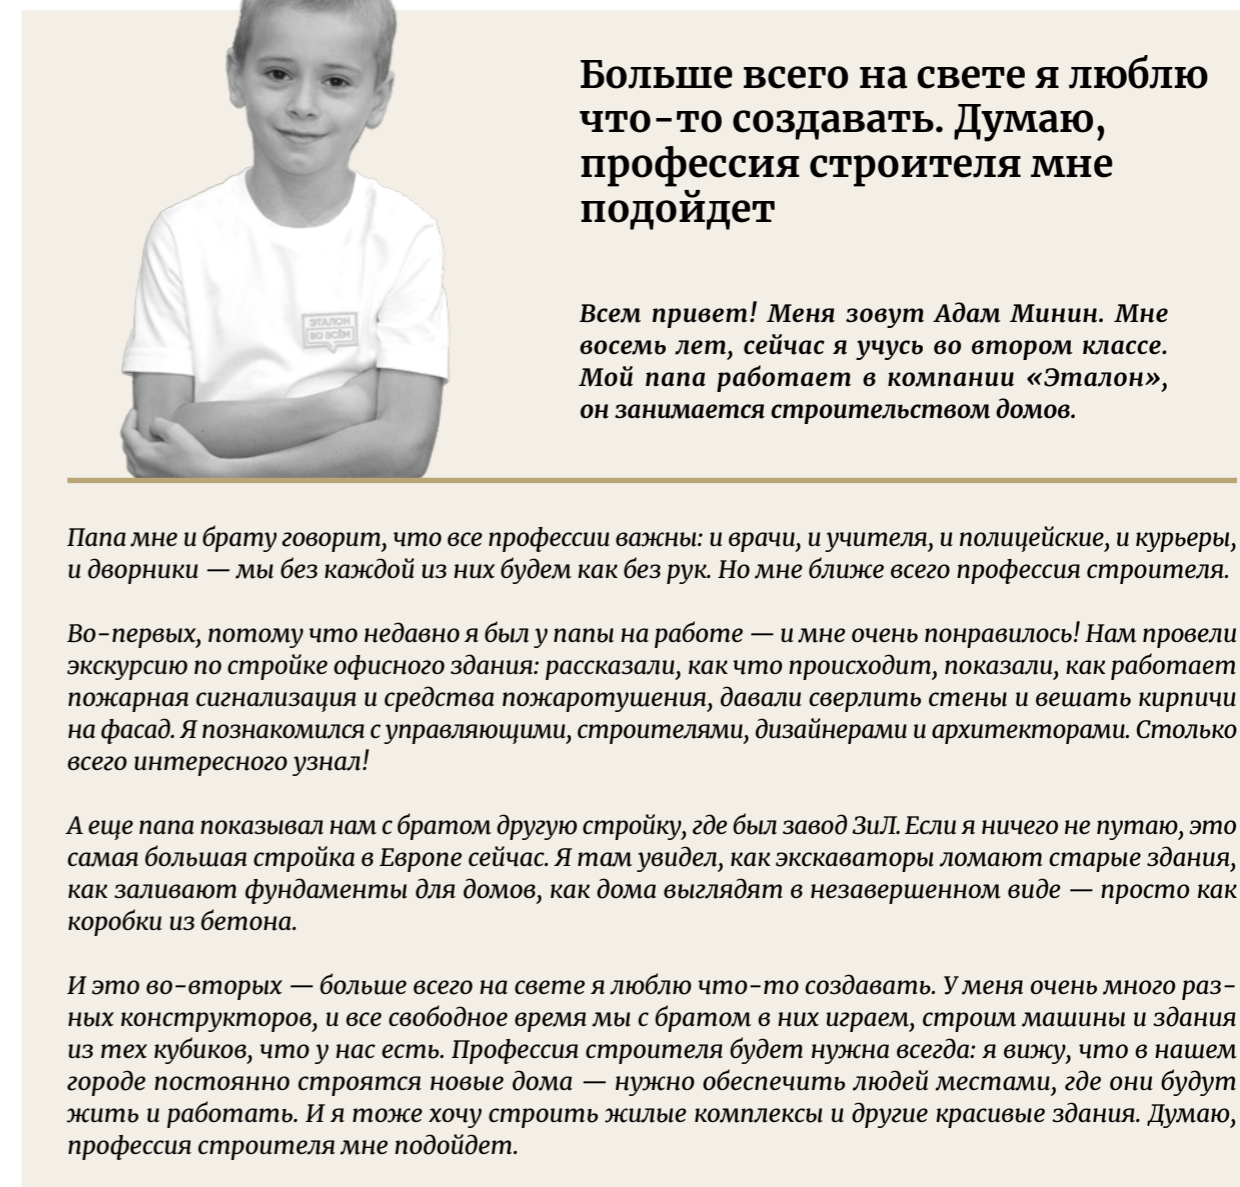 Больше всего на свете я люблю
что-то создавать. Думаю,
профессия строителя мне
подойдет
ЭТАЛОН
ВО ВСЁМ
Всем привет! Меня зовут Адам Минин. Мне
восемь лет, сейчас я учусь во втором классе.
Мой папа работает в компании «Эталон»,
он занимается строительством домов.
Папа мне и брату говорит, что все профессии важны: и врачи, и учителя, и полицейские, и курьеры,
и дворники — мы без каждой из них будем как без рук. Но мне ближе всего профессия строителя.
Во-первых, потому что недавно я был у папы на работе — и мне очень понравилось! Нам провели
экскурсию по стройке офисного здания: рассказали, как что происходит, показали, как работает
пожарная сигнализация и средства пожаротушения, давали сверлить стены и вешать кирпичи
на фасад. Я познакомился с управляющими, строителями, дизайнерами и архитекторами. Столько
всего интересного узнал!
А еще папа показывал нам с братом другую стройку, где был завод ЗиЛ. Если я ничего не путаю, это
самая большая стройка в Европе сейчас. Я там увидел, как экскаваторы ломают старые здания,
как заливают фундаменты для домов, как дома выглядят в незавершенном виде — просто как
коробки из бетона.
И это во-вторых — больше всего на свете я люблю что-то создавать. У меня очень много раз-
ных конструкторов, и все свободное время мы с братом в них играем, строим машины и здания
из тех кубиков, что у нас есть. Профессия строителя будет нужна всегда: я вижу, что в нашем
городе постоянно строятся новые дома — нужно обеспечить людей местами, где они будут
жить и работать. И я тоже хочу строить жилые комплексы и другие красивые здания. Думаю,
профессия строителя мне подойдет.